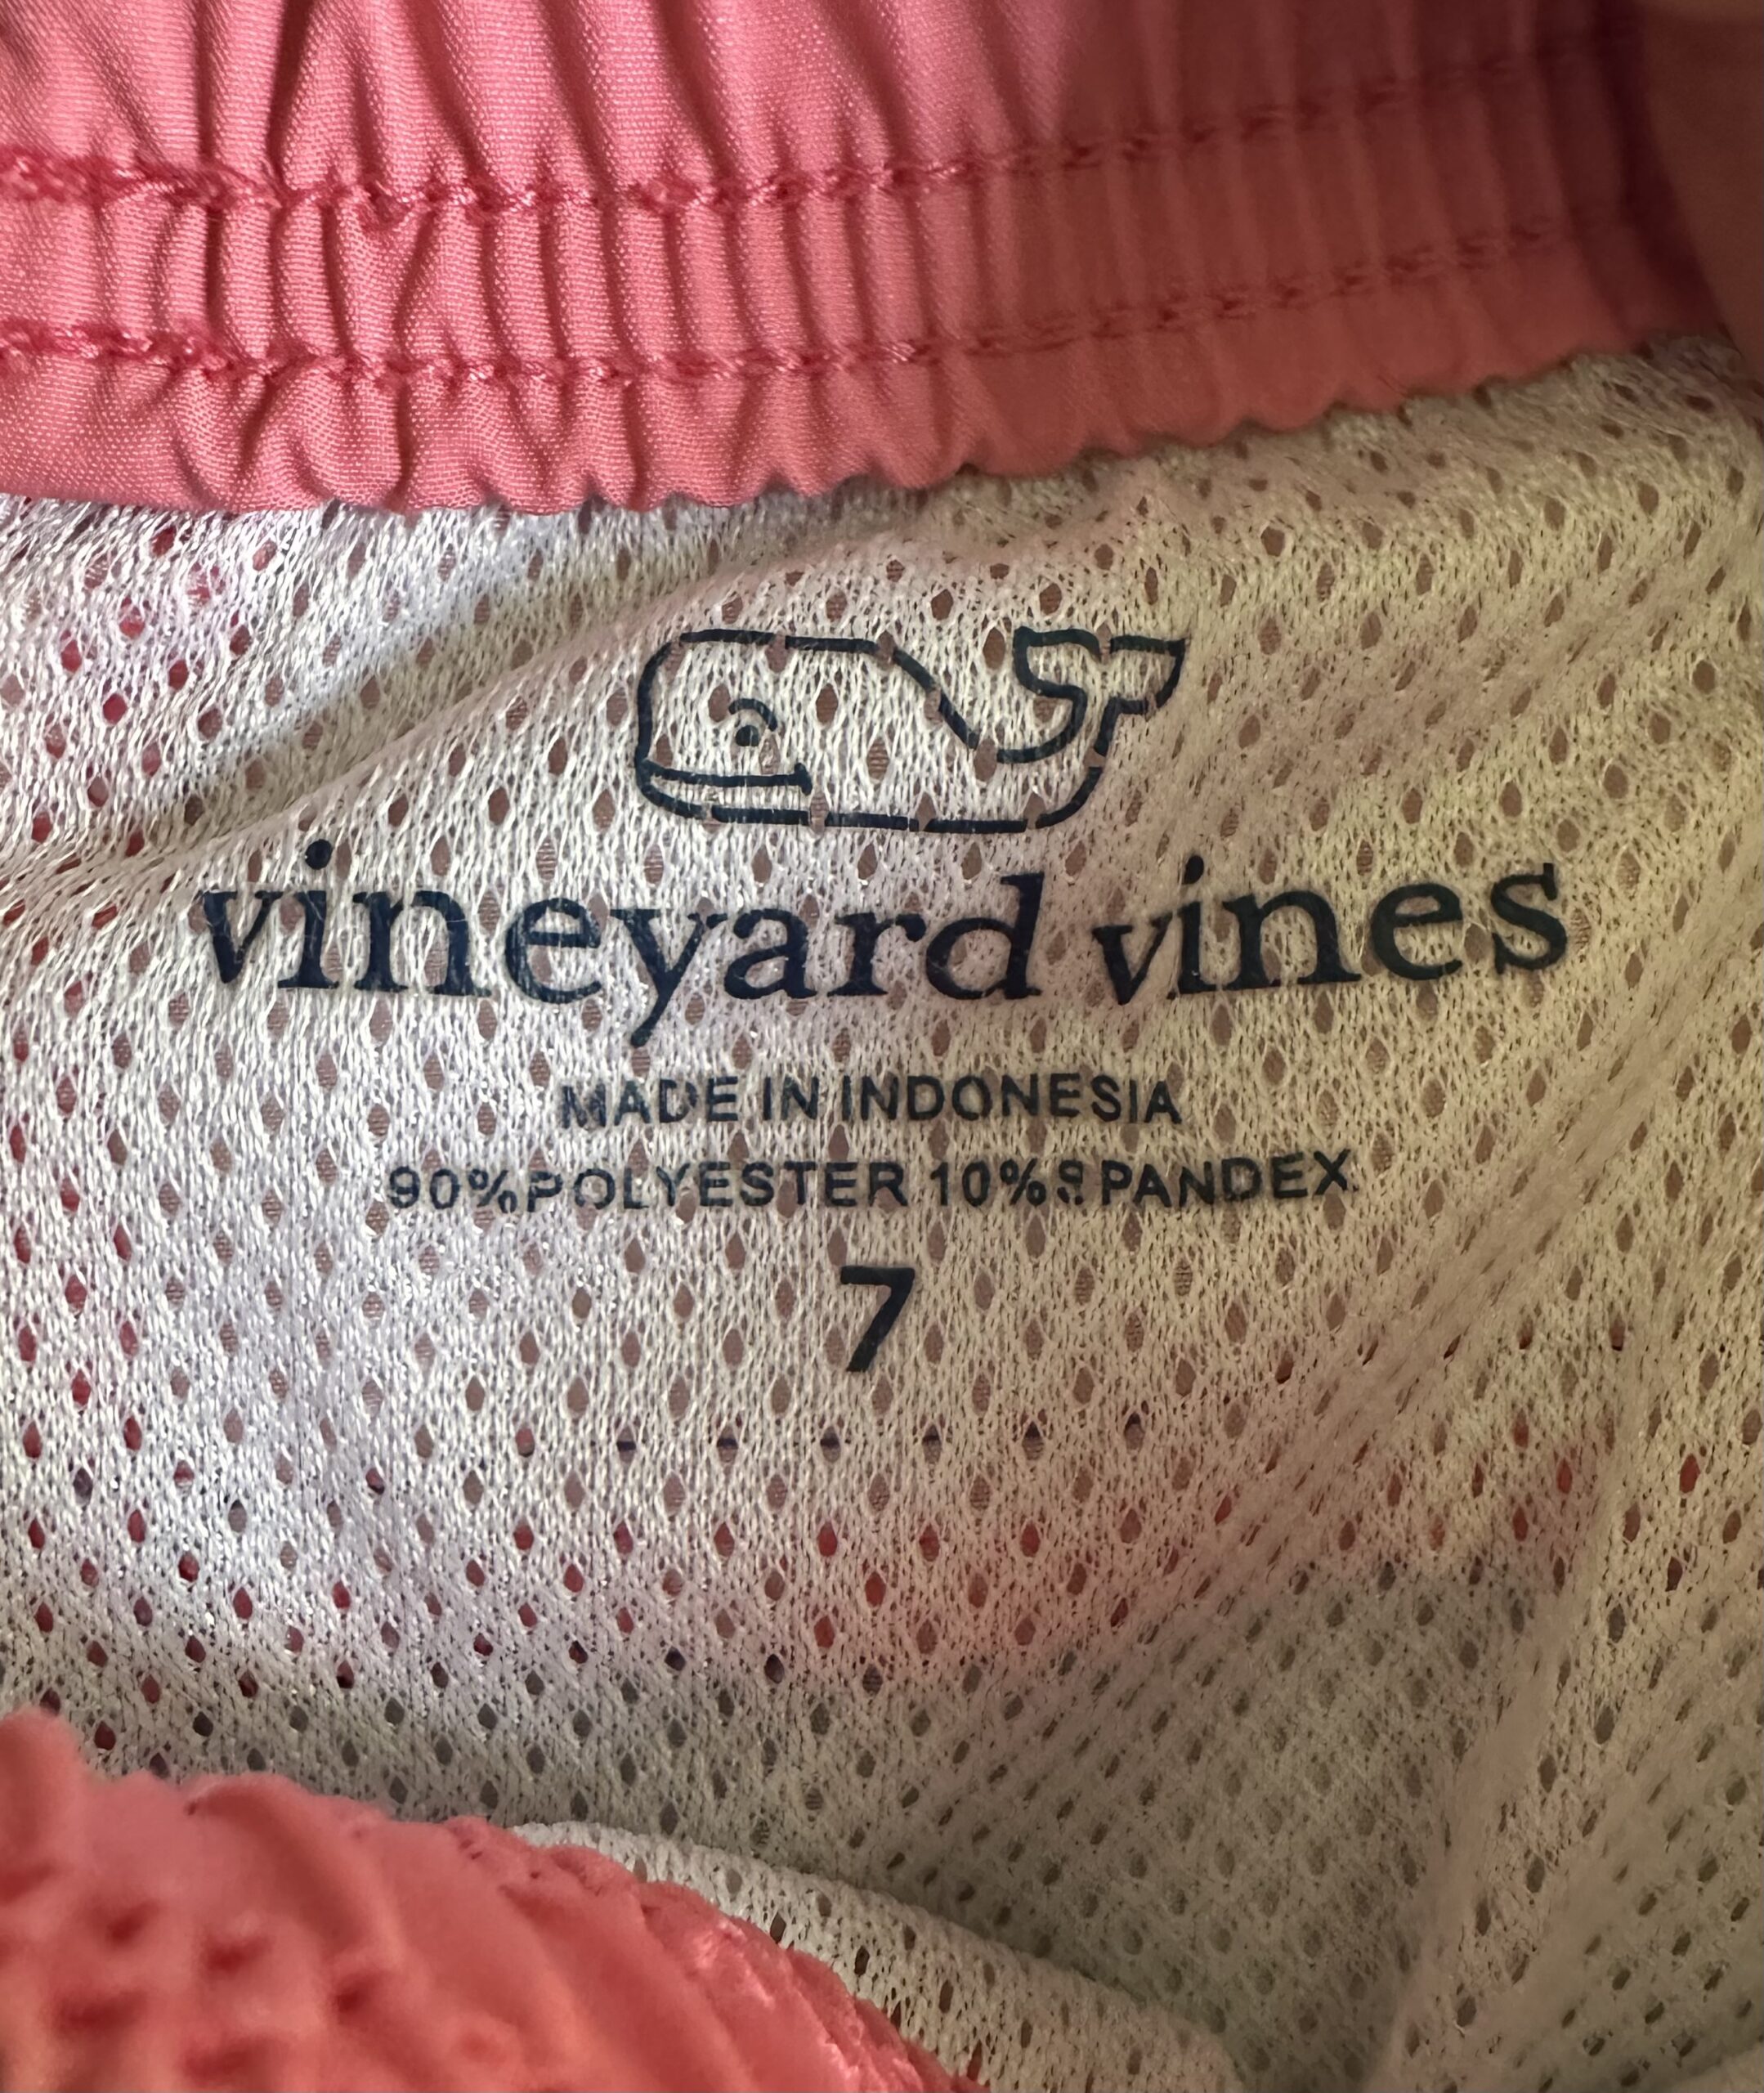 vineyard vines
MADE IN INDONESIA
90%POLYESTER 10%SPANDEX
7